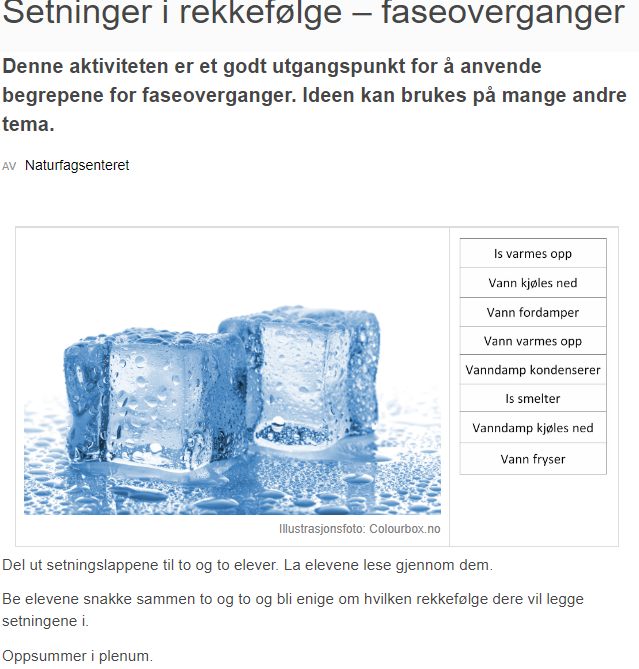 Setninger i rekkefølge – faseoverganger
Denne aktiviteten er et godt utgangspunkt for å anvende
begrepene for faseoverganger. Ideen kan brukes på mange andre
tema.
AV Naturfagsenteret
Is varmes opp
Vann kjøles ned
Vann fordamper
Vann varmes opp
Vanndamp kondenserer
Is smelter
Vanndamp kjøles ned
Vann fryser
Illustrasjonsfoto: Colourbox.no
Del ut setningslappene til to og to elever. La elevene lese gjennom dem.
Be elevene snakke sammen to og to og bli enige om hvilken rekkefølge dere vil legge
setningene i.
Oppsummer i plenum.